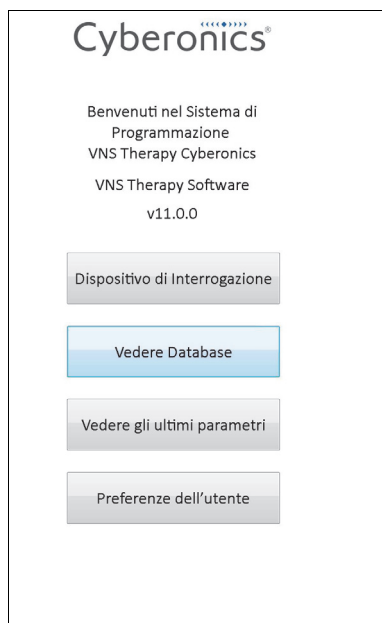 Cyberonics®
Benvenuti nel Sistema di
Programmazione
VNS Therapy Cyberonics
VNS Therapy Software
v11.0.0
Dispositivo di Interrogazione
Vedere Database
Vedere gli ultimi parametri
Preferenze dell’utente